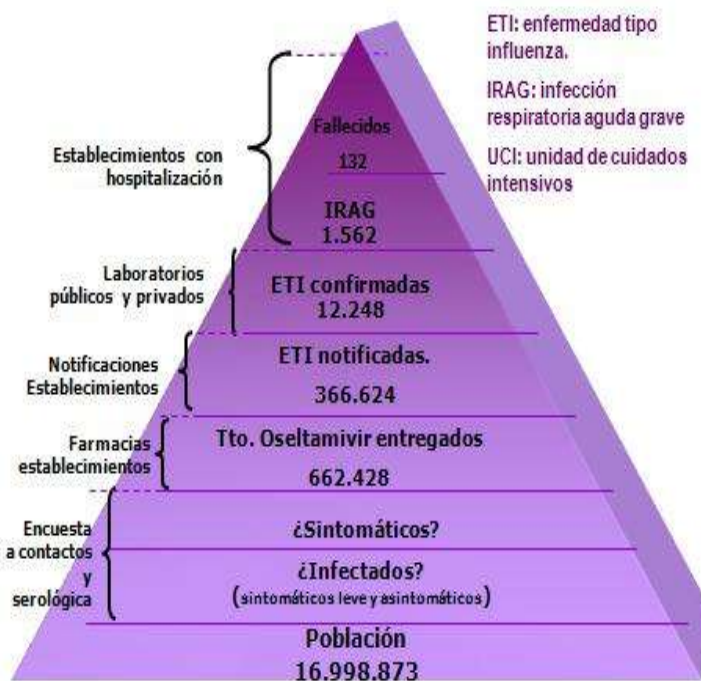 ETI: enfermedad tipo
influenza.
IRAG: infección
respiratoria aguda grave
UCI: unidad de cuidados
intensivos
Establecimientos con
hospitalización
Fallecidos
132
IRAG
1.562
Laboratorios
públicos y privados
ETI confirmadas
12.248
Notificaciones
Establecimientos
ETI notificadas.
366.624
Farmacias
establecimientos
Tto. Oseltamivir entregados
662.428
Encuesta
a contactos
y
serológica
¿Sintomáticos?
¿Infectados?
(sintomáticos leve y asintomáticos)
Población
16.998.873